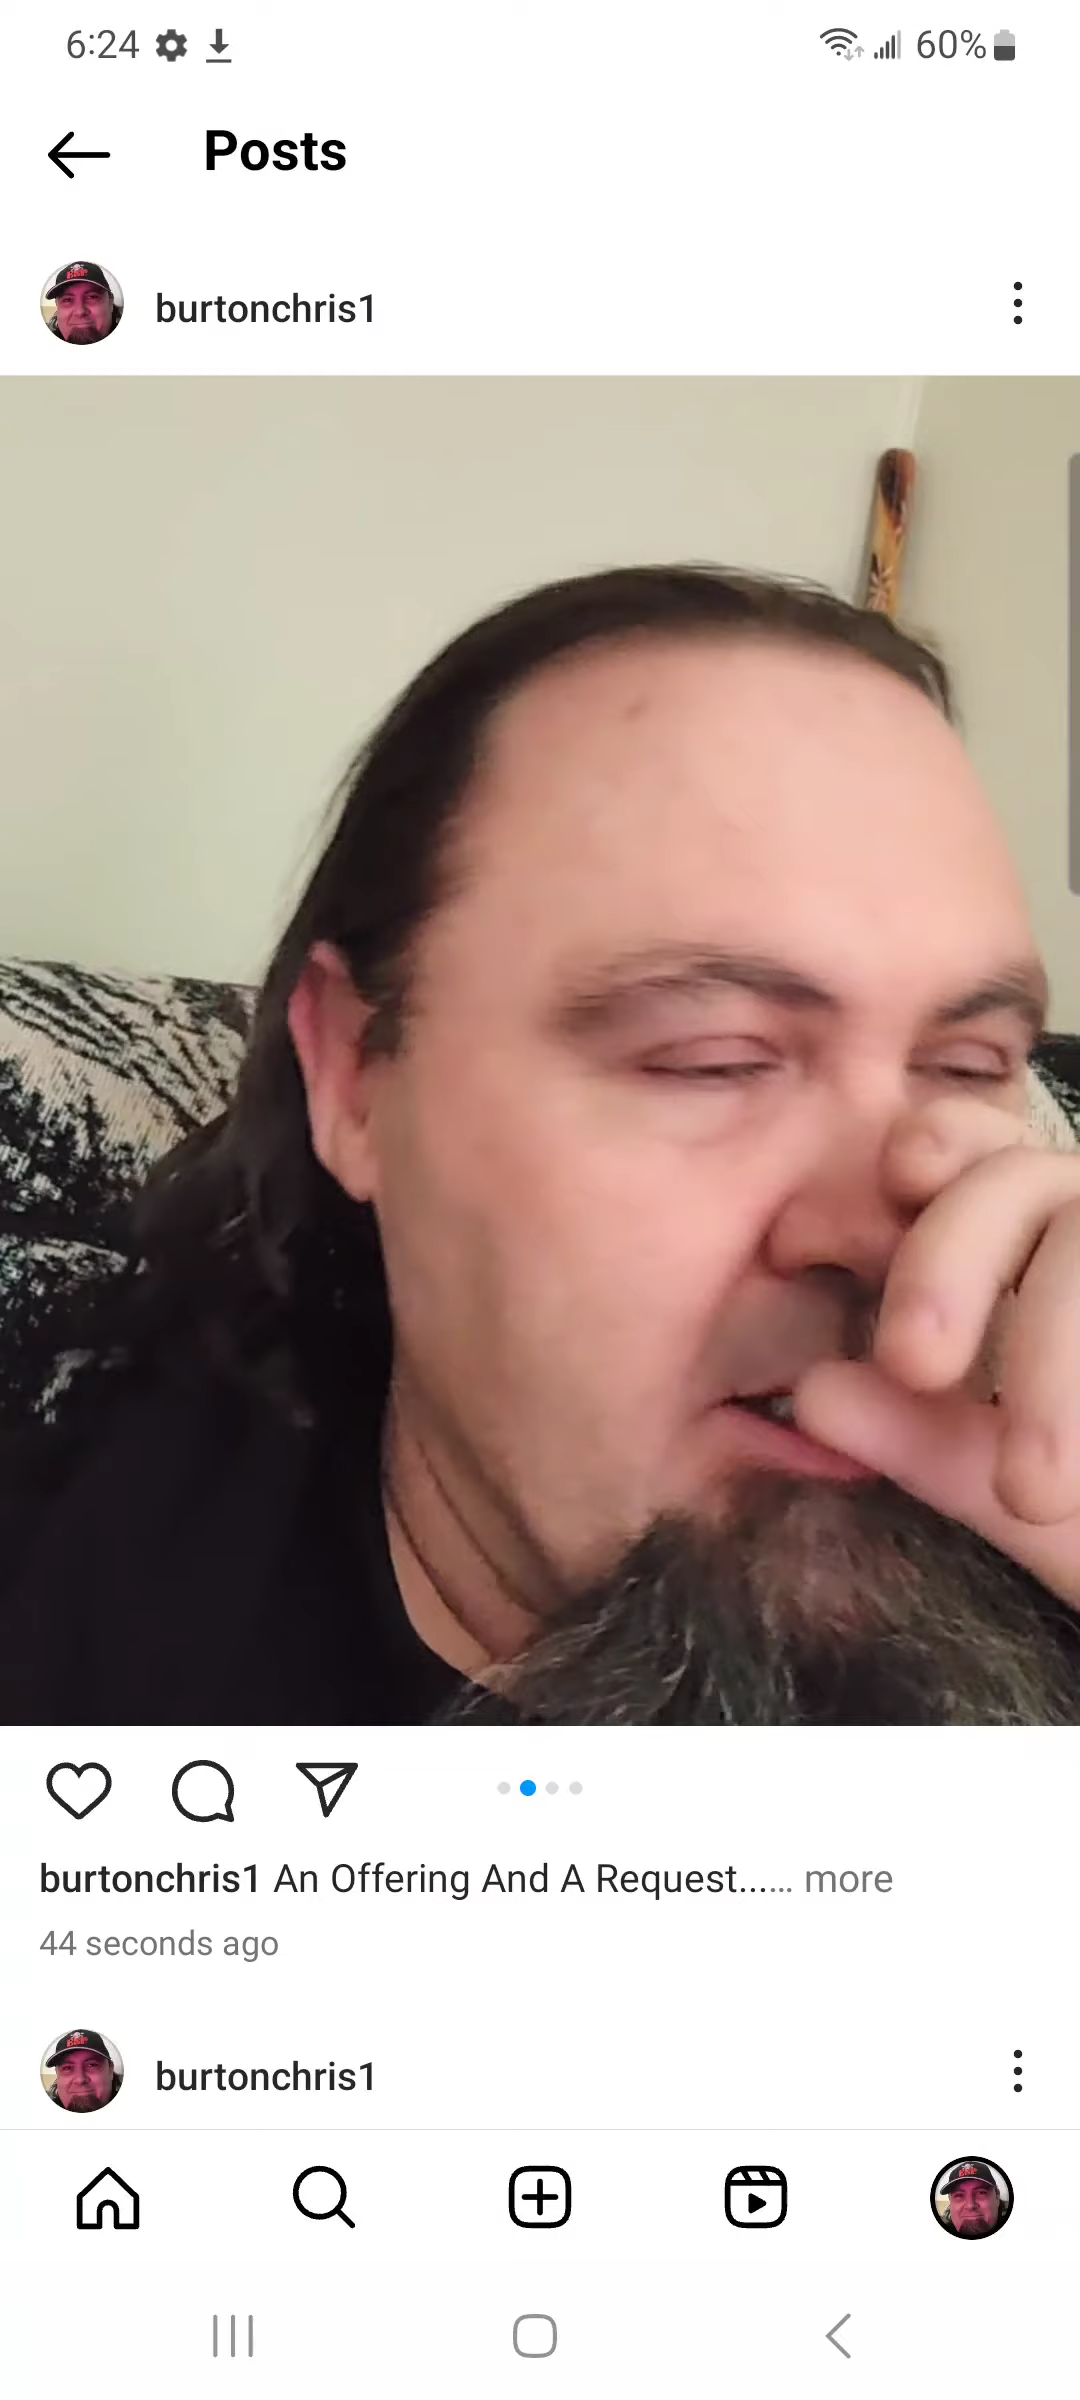 6:24 60%
Posts
burtonchris1
burtonchris1 An Offering And A Request...... more
44 seconds ago
burtonchris1